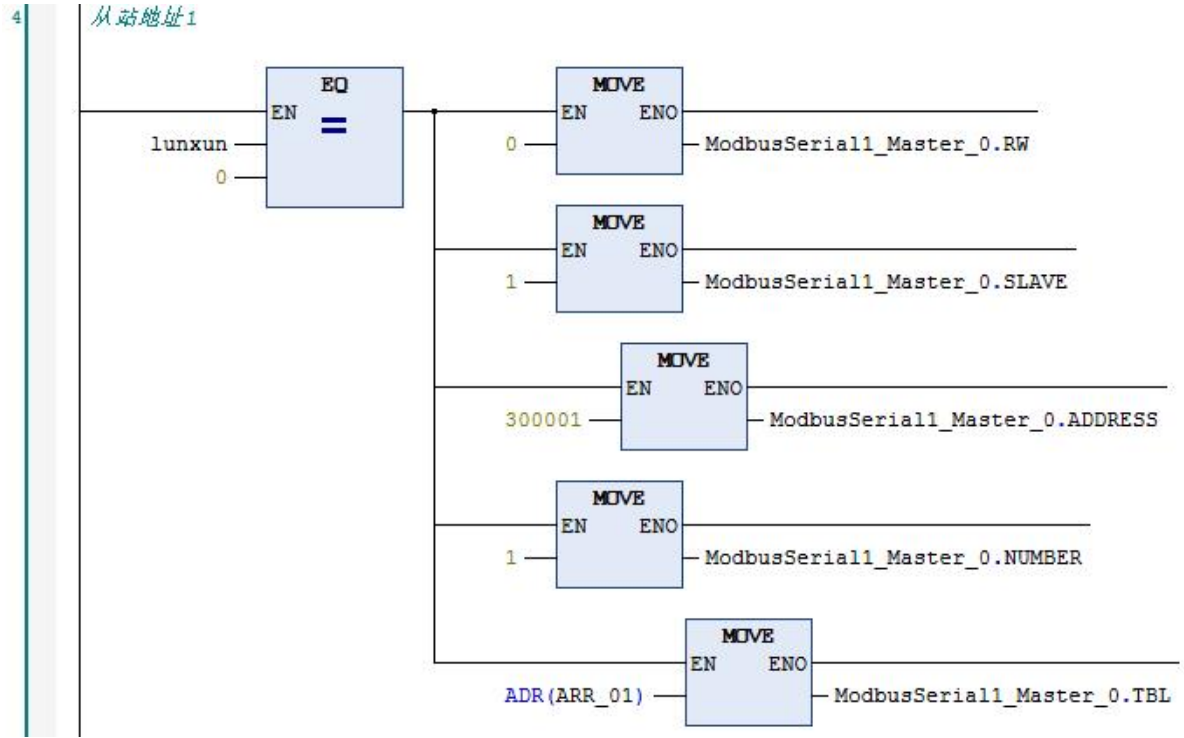 4
从站地址1
EQ
MOVE
EN
EN ENO
=
lunxun
0
ModbusSerial1_Master_0.RW
0
MOVE
EN ENO
1
ModbusSerial1_Master_0.SLAVE
MOVE
EN ENO
300001
ModbusSerial1_Master_0.ADDRESS
MOVE
EN ENO
1
ModbusSerial1_Master_0.NUMBER
MOVE
EN ENO
ADR(ARR_01)
ModbusSerial1_Master_0.TBL